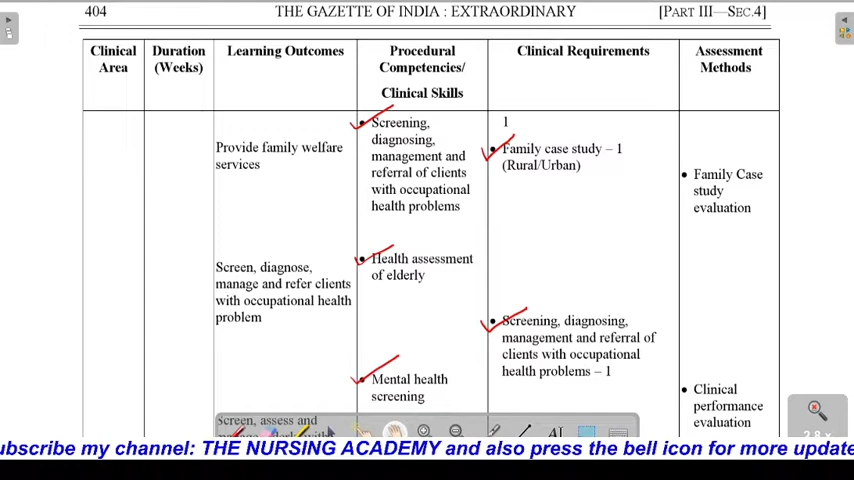 404
THE GAZETTE OF INDIA : EXTRAORDINARY
[PART III—SEC.4]
Clinical
Area
Duration
(Weeks)
Learning Outcomes
Procedural
Competencies/
Clinical Skills
Clinical Requirements
Assessment
Methods
Provide family welfare
services
Screen, diagnose,
manage and refer clients
with occupational health
problem
Screen, assess and
• Screening,
diagnosing,
management and
referral of clients
with occupational
health problems
• Health assessment
of elderly
• Mental health
screening
1
• Family case study – 1
(Rural/Urban)
• Screening, diagnosing,
management and referral of
clients with occupational
health problems – 1
• Family Case
study
evaluation
• Clinical
performance
evaluation
2.8 x
ubscribe my channel: THE NURSING ACADEMY and also press the bell icon for more update